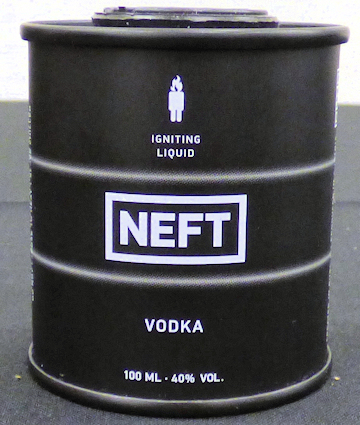 IGNITING
LIQUID
NEFT
VODKA
100 ML · 40% VOL.